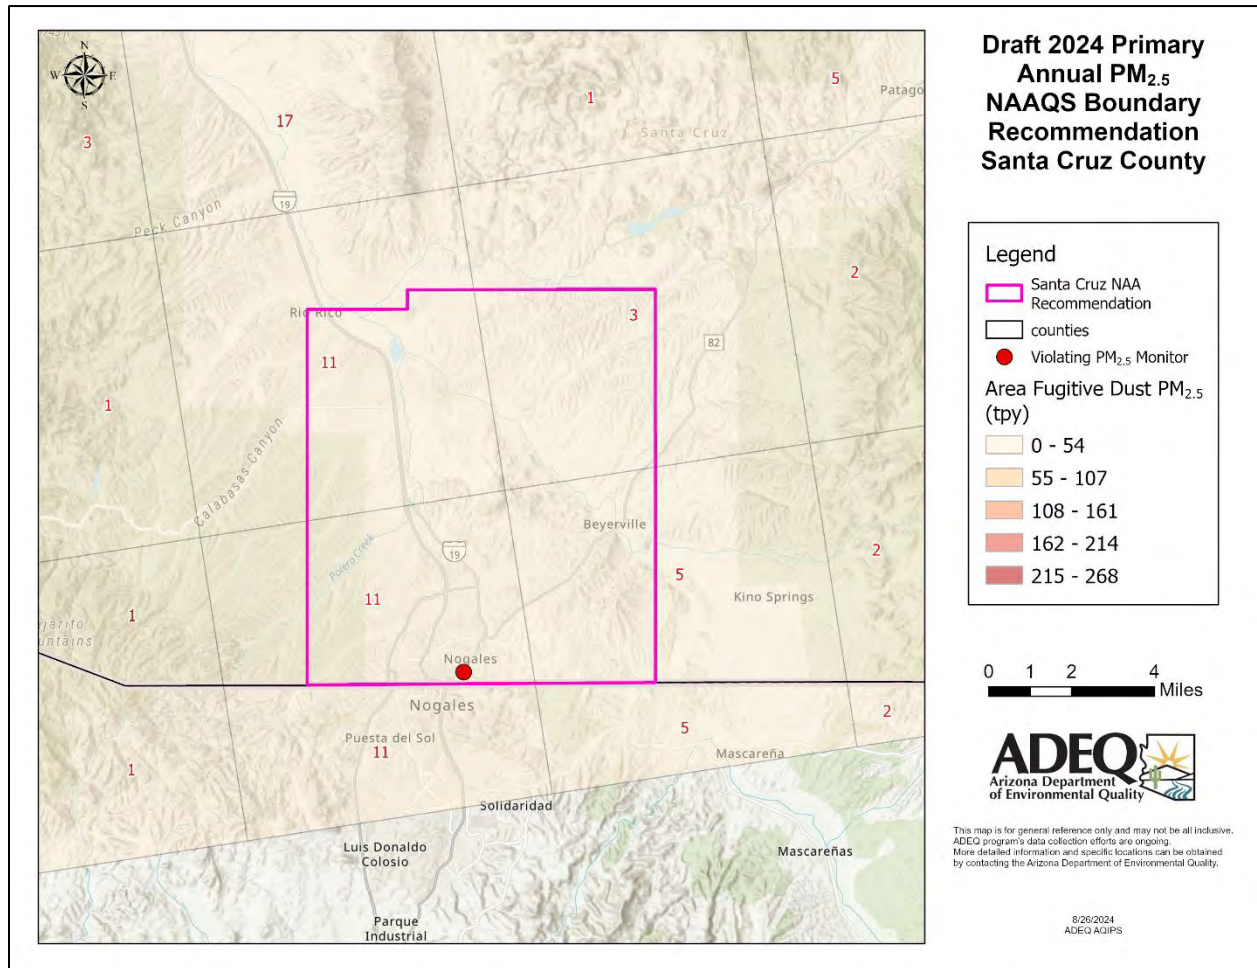 Draft 2024 Primary
Annual PM2.5
NAAQS Boundary
Recommendation
Santa Cruz County
N
W E
S
3
17
1
5
Patago
Santa Cruz
19
Peck Canyon
2
Rio Rico
3
82
11
1
Calabasas Canyon
Beyerville
19
Potero Creek
2
5
Kino Springs
11
1
untains
Nogales
Nogales
2
5
Puesta del Sol
11
Mascareña
1
Solidaridad
Luis Donaldo
Colosio
Mascareñas
Parque
Industrial
Legend
Santa Cruz NAA
Recommendation
counties
Violating PM2.5 Monitor
Area Fugitive Dust PM2.5
(tpy)
0 - 54
55 - 107
108 - 161
162 - 214
215 - 268
0 1 2 4
Miles
ADEQ
Arizona Department
of Environmental Quality
This map is for general reference only and may not be all inclusive.
ADEQ program's data collection efforts are ongoing.
More detailed information and specific locations can be obtained
by contacting the Arizona Department of Environmental Quality.
8/26/2024
ADEQ AQIPS